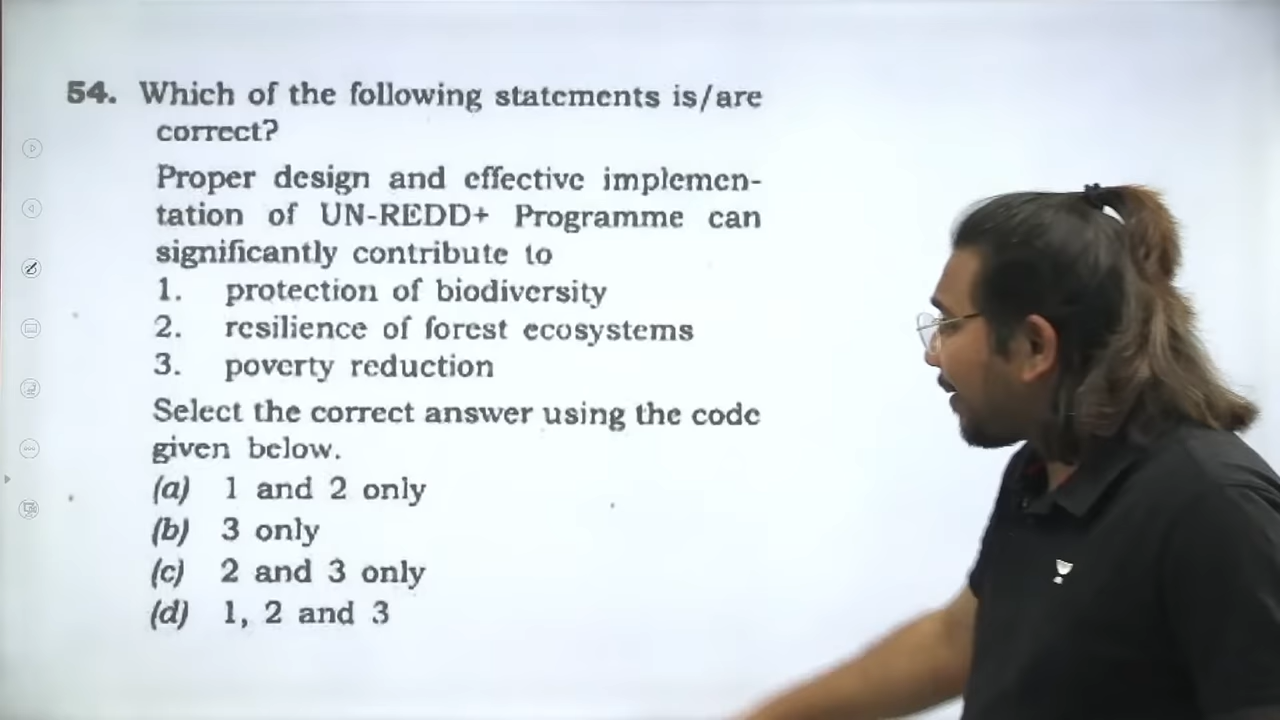 54. Which of the following statements is/are
correct?
Proper design and effective implemen-
tation of UN-REDD+ Programme can
significantly contribute to
1. protection of biodiversity
2. resilience of forest ecosystems
3. poverty reduction
Select the correct answer using the code
given below.
(a) 1 and 2 only
(b) 3 only
(c) 2 and 3 only
(d) 1, 2 and 3